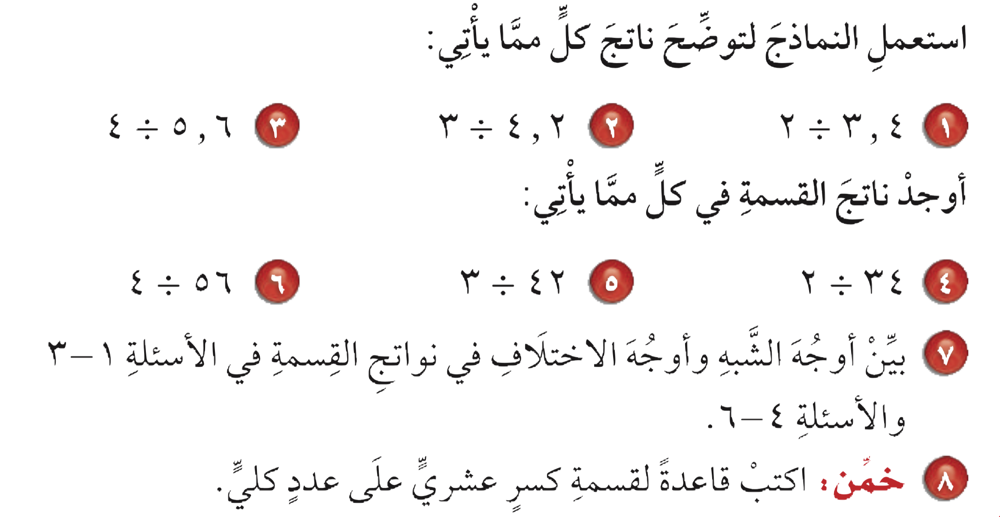 استعملِ النماذجَ لتوضِّحَ ناتجَ كلٍّ ممَّا يأْتِي:
١ ٣,٤ ÷ ٢ ٢ ٤,٢ ÷ ٣ ٣ ٥,٦ ÷ ٤
أوجدْ ناتجَ القسمةِ في كلٍّ ممَّا يأْتِي:
٤ ٣٤ ÷ ٢ ٥ ٤٢ ÷ ٣ ٦ ٥٦ ÷ ٤
٧ بيِّنْ أوجُهَ الشَّبهِ وأوجُهَ الاختلَافِ في نواتجِ القِسمةِ في الأسئلةِ ١–٣
والأسئلةِ ٤–٦.
٨ خمِّن: اكتبْ قاعدةً لقسمةِ كسرٍ عشريٍّ علَى عددٍ كليٍّ.